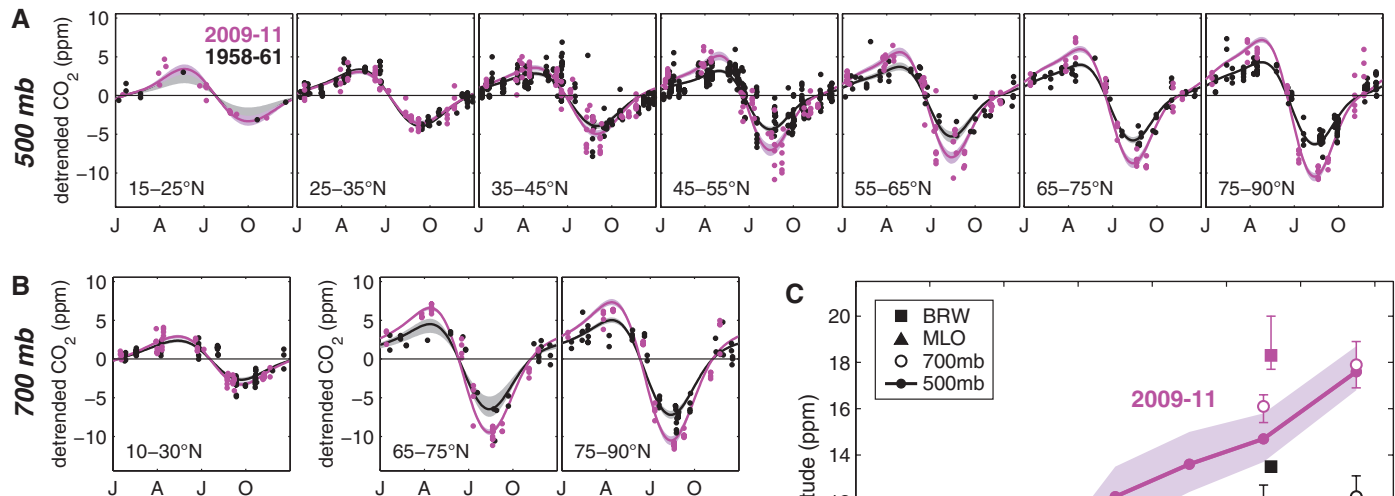 A
500 mb
detrended CO2 (ppm)
10
5
0
−5
−10
2009-11
1958-61
15–25°N
25–35°N
35–45°N
45–55°N
55–65°N
65–75°N
75–90°N
J A J O
J A J O
J A J O
J A J O
J A J O
J A J O
J A J O
B
700 mb
detrended CO2 (ppm)
10
5
0
−5
−10
10–30°N
J A J O
detrended CO2 (ppm)
10
5
0
−5
−10
65–75°N
75–90°N
J A J O
J A J O
C
BRW
MLO
700mb
500mb
2009-11
20
18
16
14
(ppm)